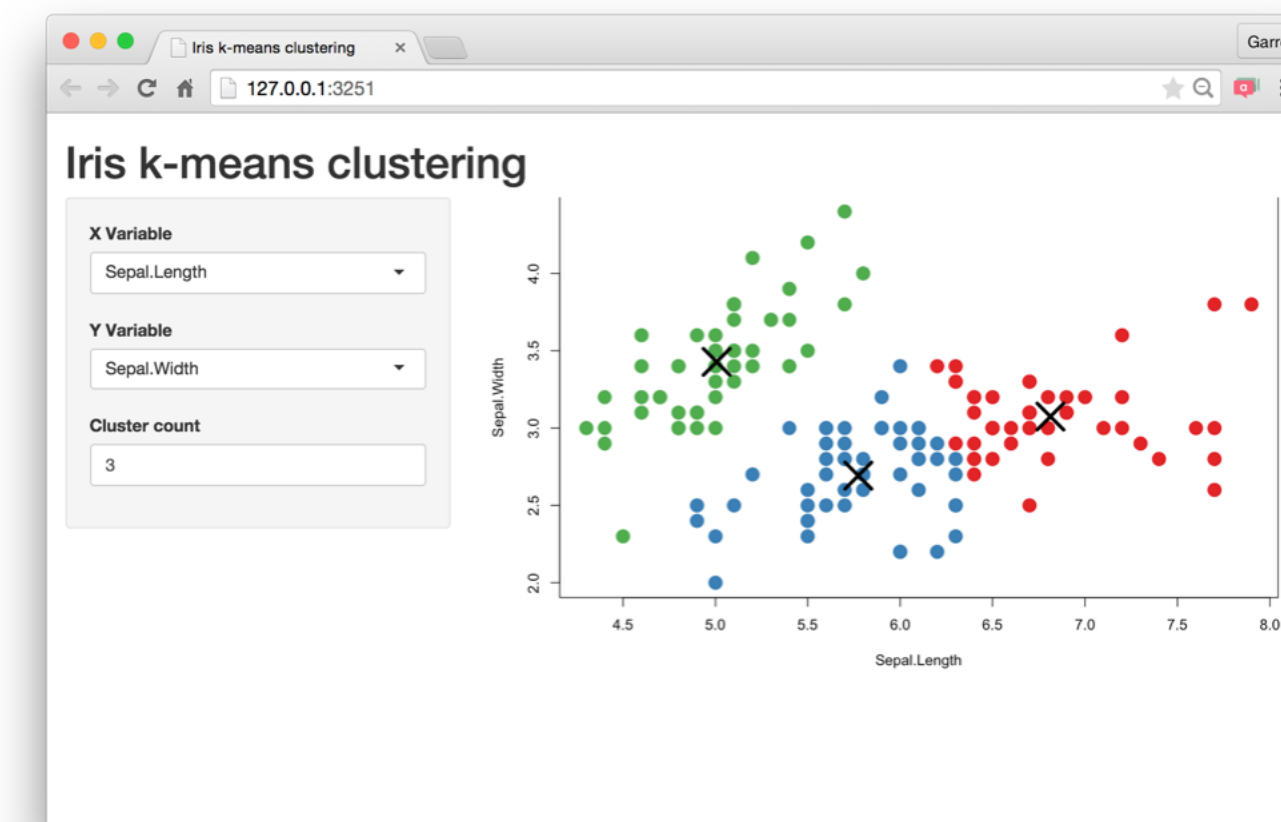 Iris k-means clustering
Garr
127.0.0.1:3251
Iris k-means clustering
X Variable
Sepal.Length
Y Variable
Sepal.Width
Cluster count
3
Sepal.Width
4.0
3.5
3.0
2.5
2.0
4.5 5.0 5.5 6.0 6.5 7.0 7.5 8.0
Sepal.Length